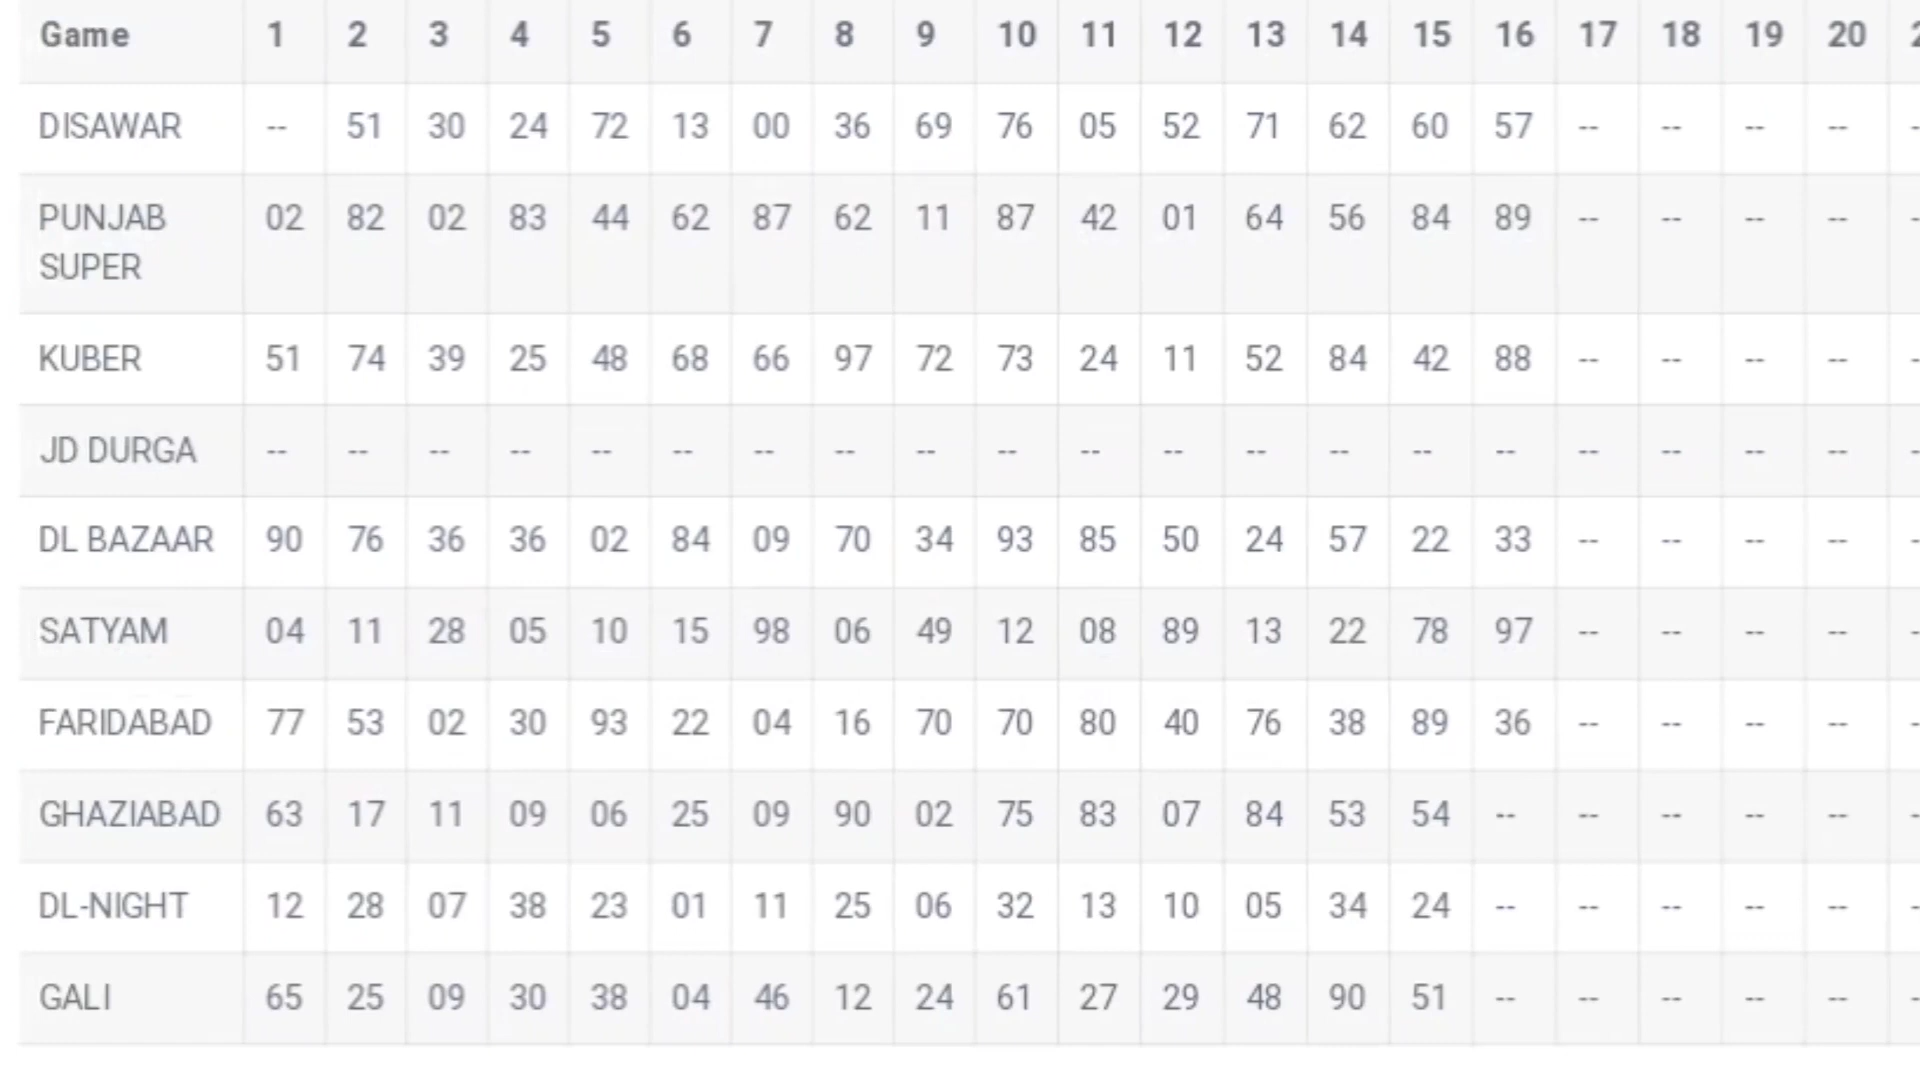 Game 1 2 3 4 5 6 7 8 9 10 11 12 13 14 15 16 17 18 19 20
DISAWAR -- 51 30 24 72 13 00 36 69 76 05 52 71 62 60 57 -- -- -- --
PUNJAB 02 82 02 83 44 62 87 62 11 87 42 01 64 56 84 89 -- -- -- --
SUPER
KUBER 51 74 39 25 48 68 66 97 72 73 24 11 52 84 42 88 -- -- -- --
JD DURGA -- -- -- -- -- -- -- -- -- -- -- -- -- -- -- -- -- -- -- --
DL BAZAAR 90 76 36 36 02 84 09 70 34 93 85 50 24 57 22 33 -- -- -- --
SATYAM 04 11 28 05 10 15 98 06 49 12 08 89 13 22 78 97 -- -- -- --
FARIDABAD 77 53 02 30 93 22 04 16 70 70 80 40 76 38 89 36 -- -- -- --
GHAZIABAD 63 17 11 09 06 25 09 90 02 75 83 07 84 53 54 -- -- -- -- --
DL-NIGHT 12 28 07 38 23 01 11 25 06 32 13 10 05 34 24 -- -- -- -- --
GALI 65 25 09 30 38 04 46 12 24 61 27 29 48 90 51 -- -- -- -- --